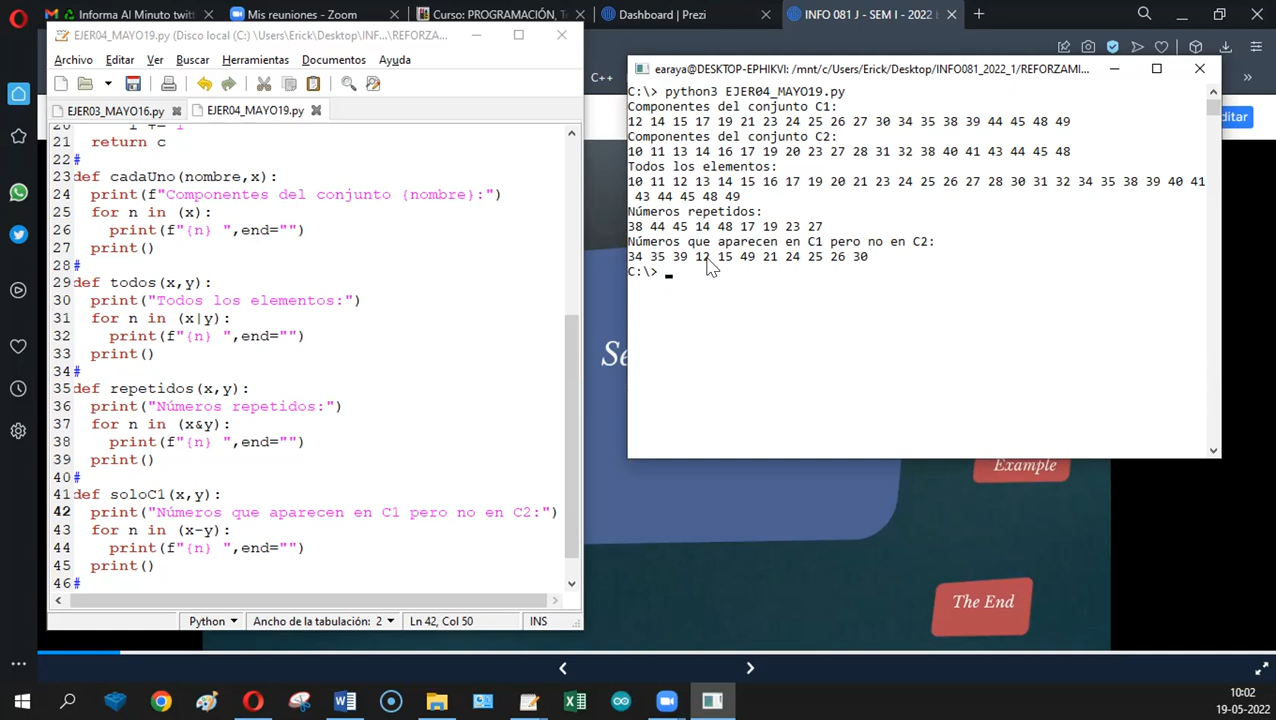 Informa Al Minuto twitt
Mis reuniones - Zoom
Curso: PROGRAMACIÓN, T
Dashboard | Prezi
INFO 081 J - SEM I - 2022
EJER04_MAYO19.py (Disco local (C:) \Users\Erick\Desktop\INF...\REFORZA...
Archivo Editar Ver Buscar Herramientas Documentos Ayuda
EJER03_MAYO16.py
EJER04_MAYO19.py
20 i += 1
21 return c
22 #
23 def cadaUno(nombre,x):
24 print(f"Componentes del conjunto {nombre}:")
25 for n in (x):
26 print(f"{n} ",end="")
27 print()
28 #
29 def todos(x,y):
30 print("Todos los elementos:")
31 for n in (x|y):
32 print(f"{n} ",end="")
33 print()
34 #
35 def repetidos(x,y):
36 print("Números repetidos:")
37 for n in (x&y):
38 print(f"{n} ",end="")
39 print()
40 #
41 def soloC1(x,y):
42 print("Números que aparecen en C1 pero no en C2:")
43 for n in (x-y):
44 print(f"{n} ",end="")
45 print()
46 #
Python Ancho de la tabulación: 2 Ln 42, Col 50 INS
C++
earaya@DESKTOP-EPHIKVI: /mnt/c/Users/Erick/Desktop/INFO081_2022_1/REFORZAMI...
C:\> python3 EJER04_MAYO19.py
Componentes del conjunto C1:
12 14 15 17 19 21 23 24 25 26 27 30 34 35 38 39 44 45 48 49
Componentes del conjunto C2:
10 11 13 14 16 17 19 20 23 27 28 31 32 38 40 41 43 44 45 48
Todos los elementos:
10 11 12 13 14 15 16 17 19 20 21 23 24 25 26 27 28 30 31 32 34 35 38 39 40 41
43 44 45 48 49
Números repetidos:
38 44 45 14 48 17 19 23 27
Números que aparecen en C1 pero no en C2:
34 35 39 12 15 49 21 24 25 26 30
C:\> _
ditar
Se
Example
The End
10:02
19-05-2022